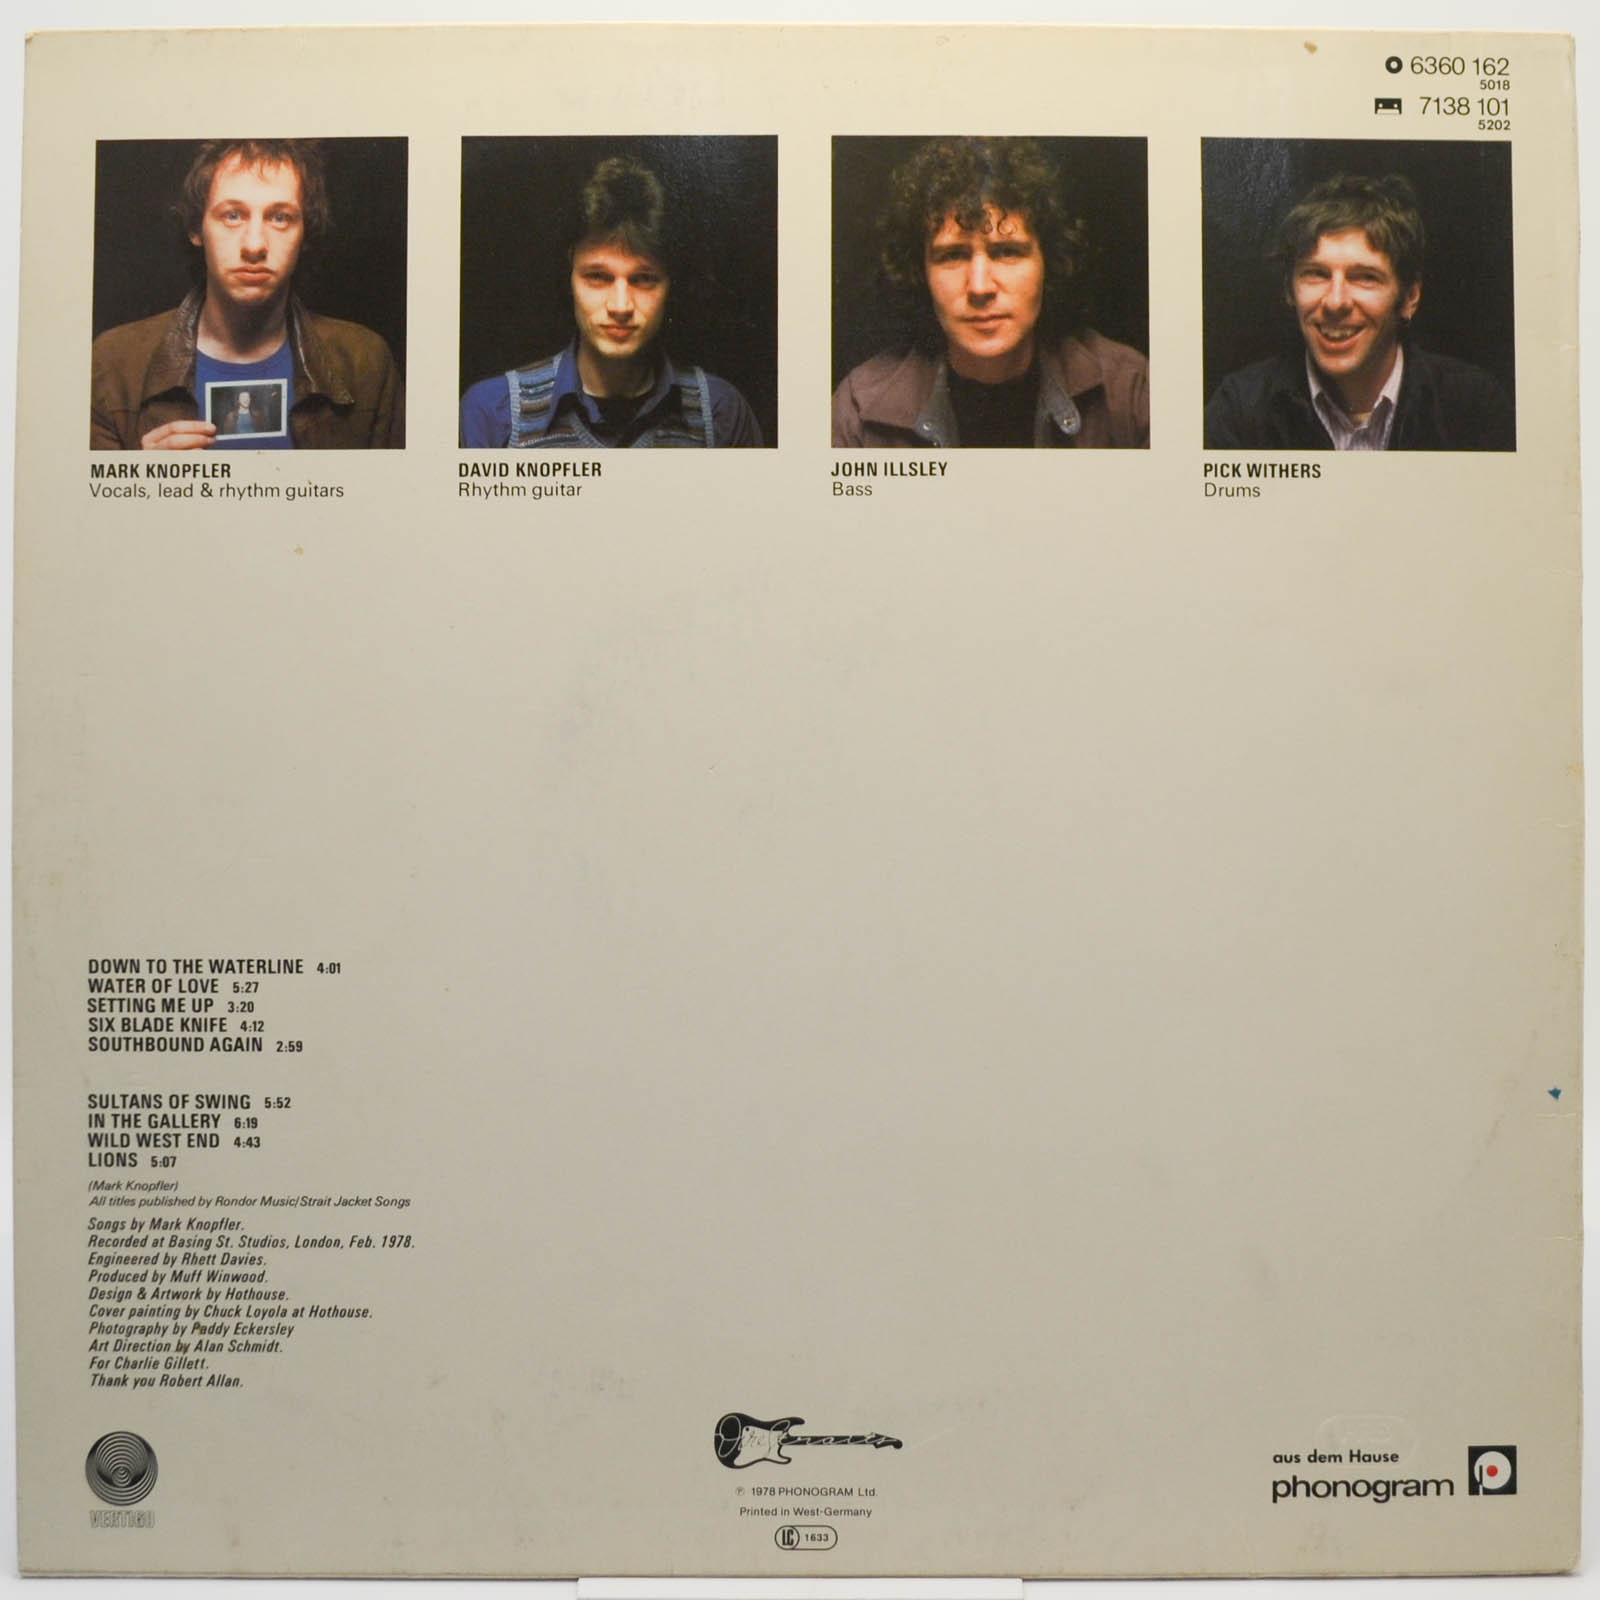 6360 162
5018
7138 101
5202
MARK KNOPFLER
Vocals, lead & rhythm guitars
DAVID KNOPFLER
Rhythm guitar
JOHN ILLSLEY
Bass
PICK WITHERS
Drums
DOWN TO THE WATERLINE 4:01
WATER OF LOVE 5:27
SETTING ME UP 3:20
SIX BLADE KNIFE 4:12
SOUTHBOUND AGAIN 2:59
SULTANS OF SWING 5:52
IN THE GALLERY 6:19
WILD WEST END 4:43
LIONS 5:07
(Mark Knopfler)
All titles published by Rondor Music/Strait Jacket Songs
Songs by Mark Knopfler.
Recorded at Basing St. Studios, London, Feb. 1978.
Engineered by Rhett Davies.
Produced by Muff Winwood.
Design & Artwork by Hothouse.
Cover painting by Chuck Loyola at Hothouse.
Photography by Paddy Eckersley
Art Direction by Alan Schmidt.
For Charlie Gillett.
Thank you Robert Allan.
VERTIGO
Dire Straits
℗ 1978 PHONOGRAM Ltd.
Printed in West-Germany
LC 1633
aus dem Hause
phonogram